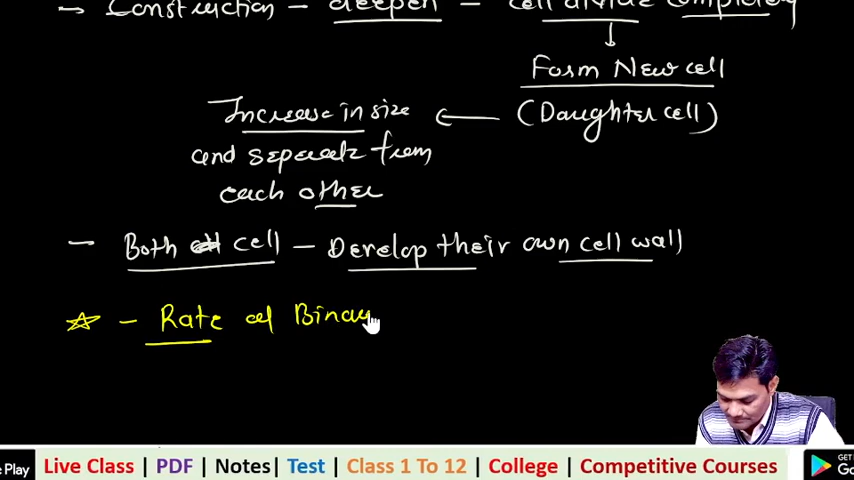 → Construction - deepen - cell divide completely
↓
Form New cell
Increase in size ← (Daughter cell)
and separate from
each other
- Both cell - Develop their own cell wall
☆ - Rate of Binary
Play Live Class | PDF | Notes| Test | Class 1 To 12 | College | Competitive Courses GET
Go